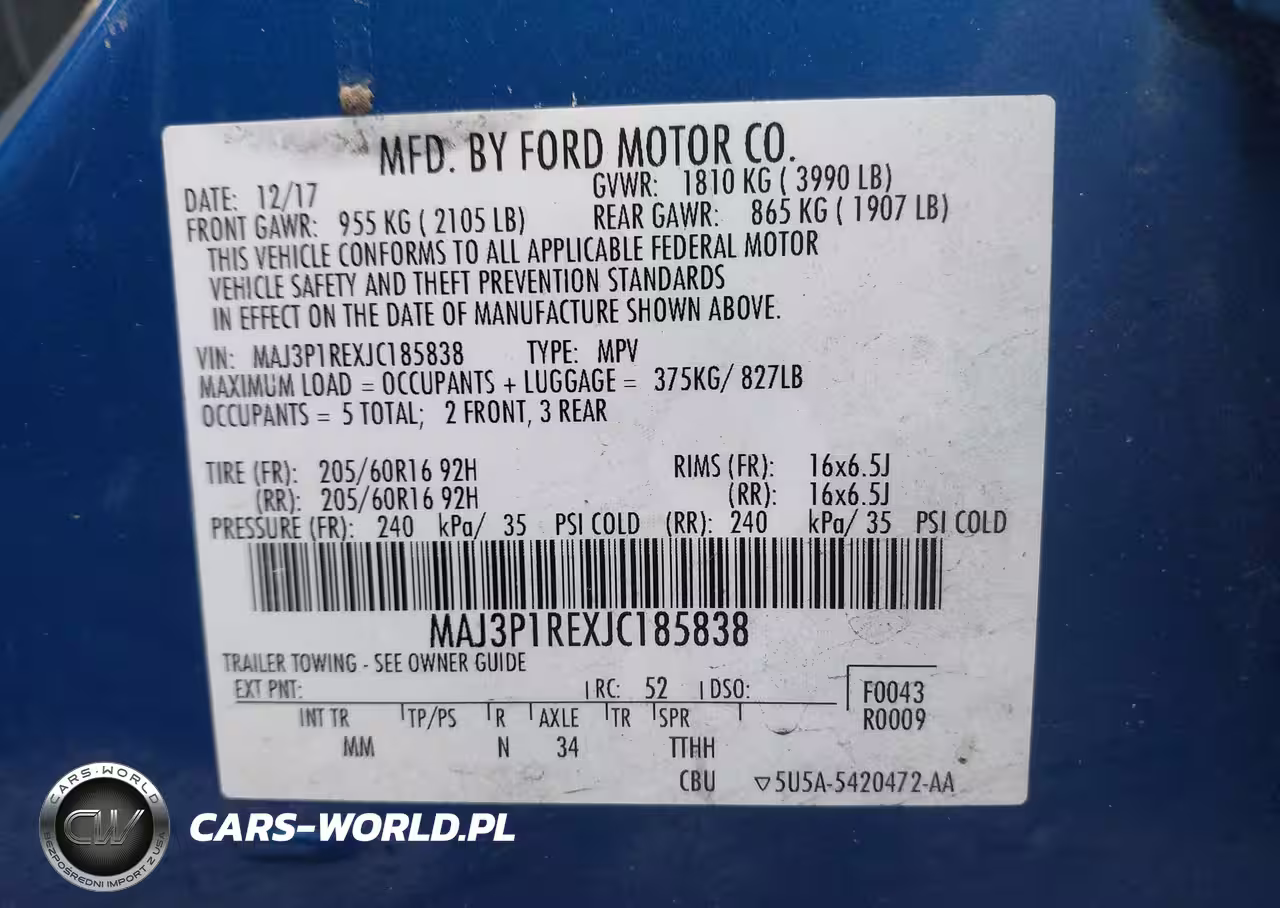 MFD. BY FORD MOTOR CO.
DATE: 12/17 GVWR: 1810 KG ( 3990 LB)
FRONT GAWR: 955 KG ( 2105 LB) REAR GAWR: 865 KG ( 1907 LB)
THIS VEHICLE CONFORMS TO ALL APPLICABLE FEDERAL MOTOR
VEHICLE SAFETY AND THEFT PREVENTION STANDARDS
IN EFFECT ON THE DATE OF MANUFACTURE SHOWN ABOVE.
VIN: MAJ3P1REXJC185838 TYPE: MPV
MAXIMUM LOAD = OCCUPANTS + LUGGAGE = 375KG/ 827LB
OCCUPANTS = 5 TOTAL; 2 FRONT, 3 REAR
TIRE (FR): 205/60R16 92H RIMS (FR): 16x6.5J
(RR): 205/60R16 92H (RR): 16x6.5J
PRESSURE (FR): 240 kPa/ 35 PSI COLD (RR): 240 kPa/ 35 PSI COLD
MAJ3P1REXJC185838
TRAILER TOWING - SEE OWNER GUIDE
EXT PNT: RC: 52 DSO: F0043
INT TR TP/PS R AXLE TR SPR R0009
MM N 34 TTHH
CBU ▽5U5A-5420472-AA
CARS-WORLD
CW
BEZPOŚREDNI IMPORT Z USA
CARS-WORLD.PL